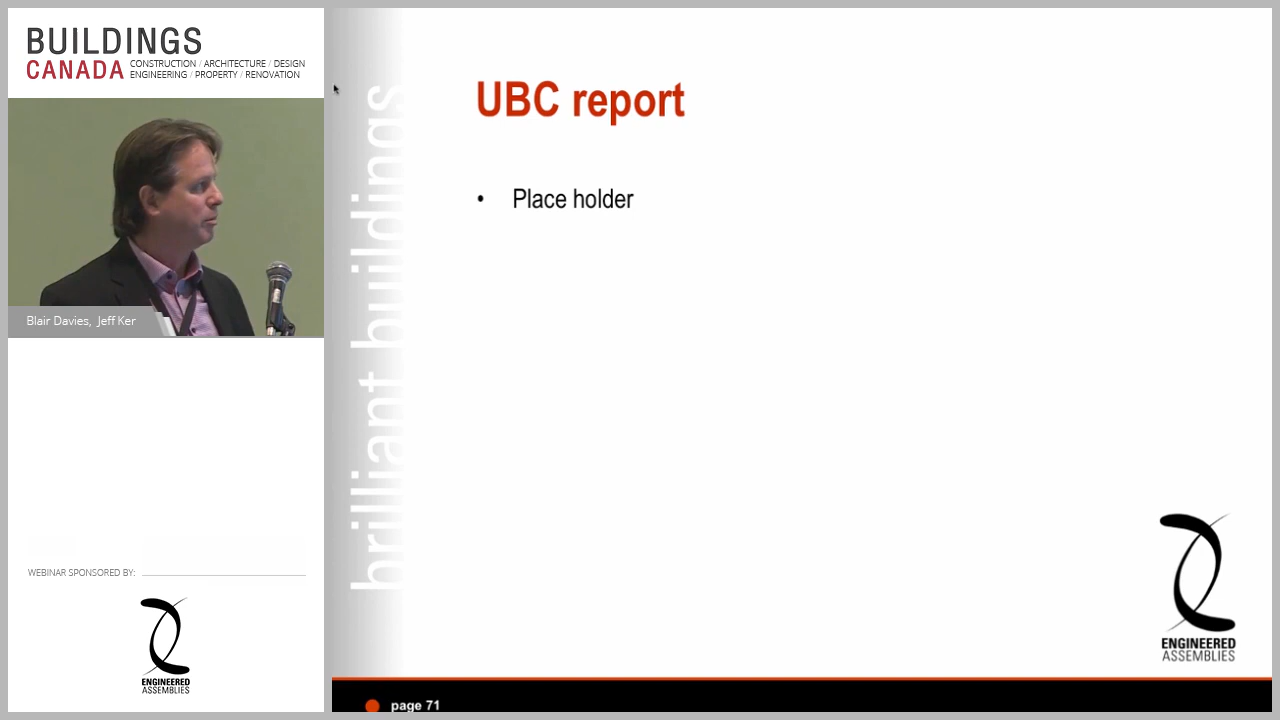 BUILDINGS
CANADA
CONSTRUCTION / ARCHITECTURE / DESIGN
ENGINEERING / PROPERTY / RENOVATION
Blair Davies, Jeff Ker
WEBINAR SPONSORED BY:
ENGINEERED
ASSEMBLIES
brilliant buildings
UBC report
• Place holder
ENGINEERED
ASSEMBLIES
page 71